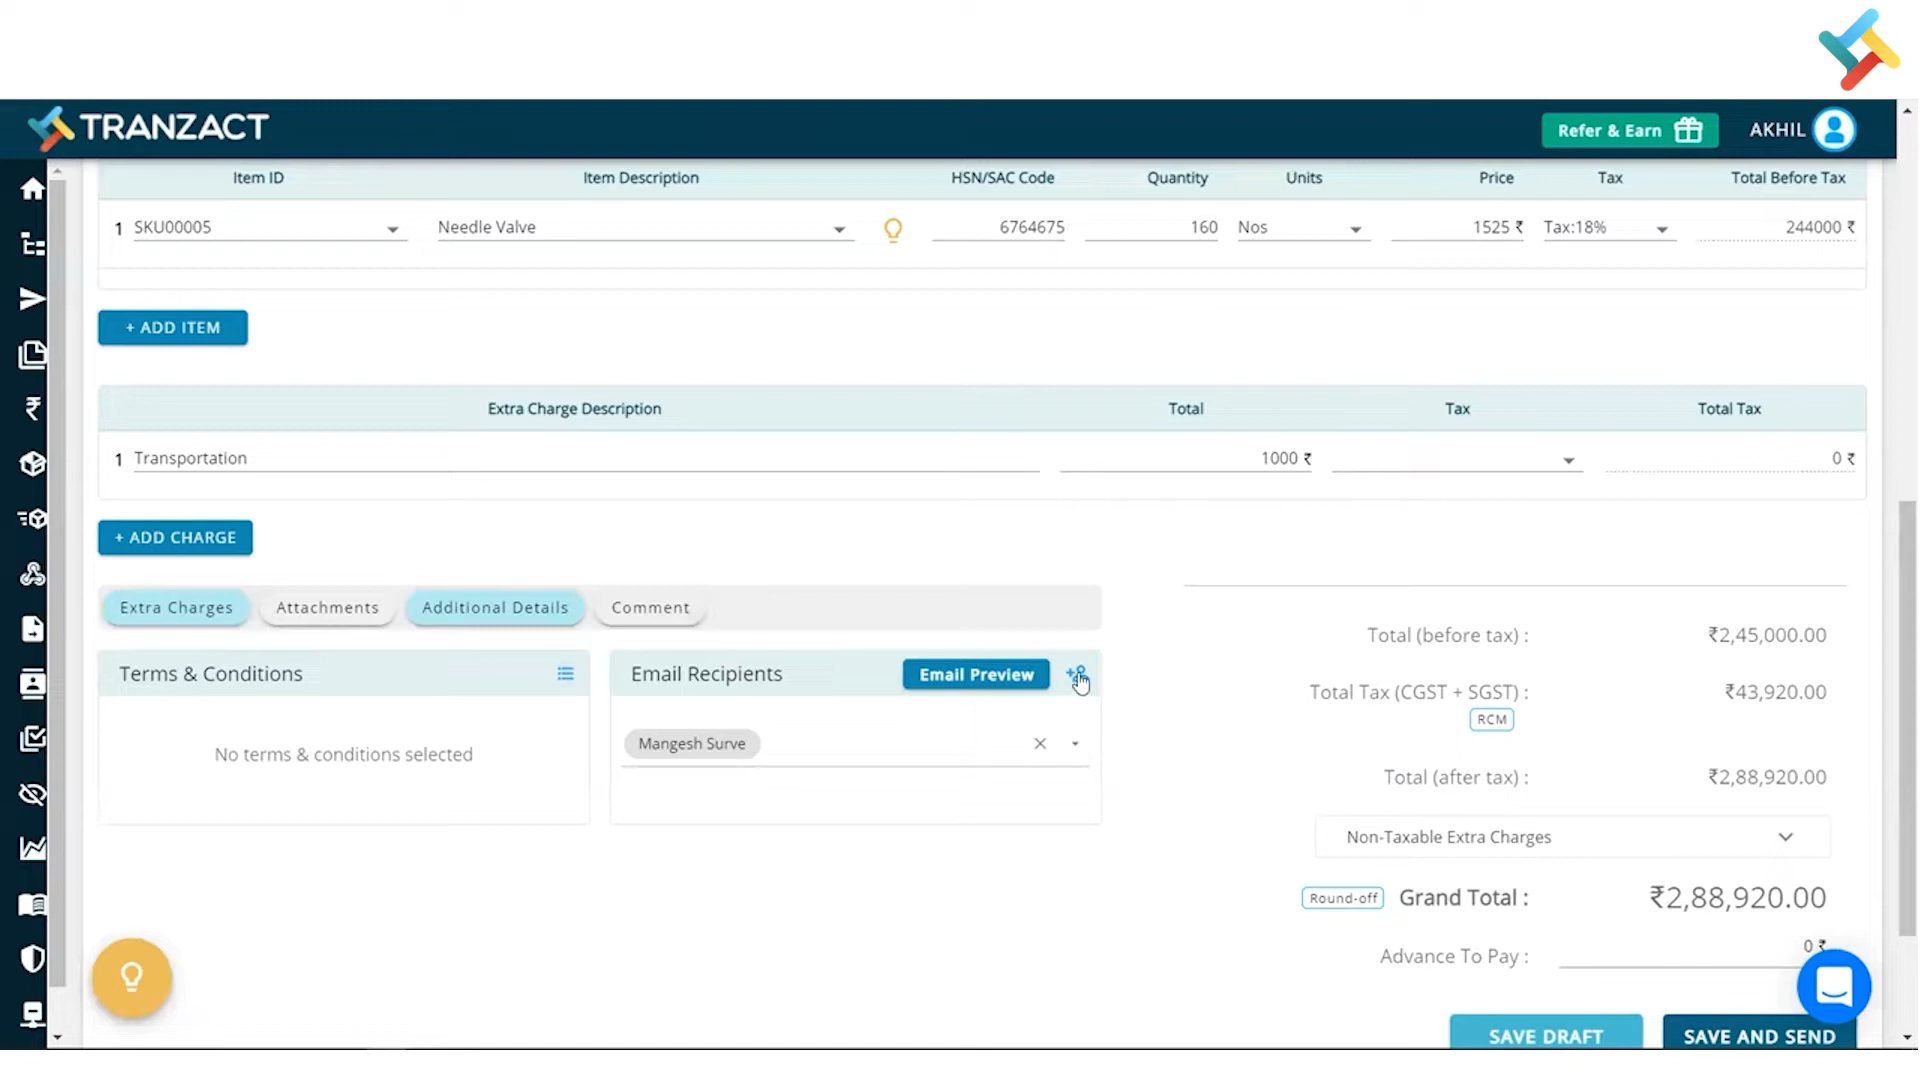 TRANZACT
Refer & Earn
AKHIL
Item ID Item Description HSN/SAC Code Quantity Units Price Tax Total Before Tax
1 SKU00005 Needle Valve 6764675 160 Nos 1525 ₹ Tax:18% 244000 ₹
+ ADD ITEM
Extra Charge Description Total Tax Total Tax
1 Transportation 1000 ₹ 0 ₹
+ ADD CHARGE
Extra Charges Attachments Additional Details Comment
Terms & Conditions
No terms & conditions selected
Email Recipients Email Preview
Mangesh Surve
Total (before tax) : ₹2,45,000.00
Total Tax (CGST + SGST) : ₹43,920.00
RCM
Total (after tax) : ₹2,88,920.00
Non-Taxable Extra Charges
Round-off Grand Total : ₹2,88,920.00
Advance To Pay : 0 ₹
SAVE DRAFT SAVE AND SEND